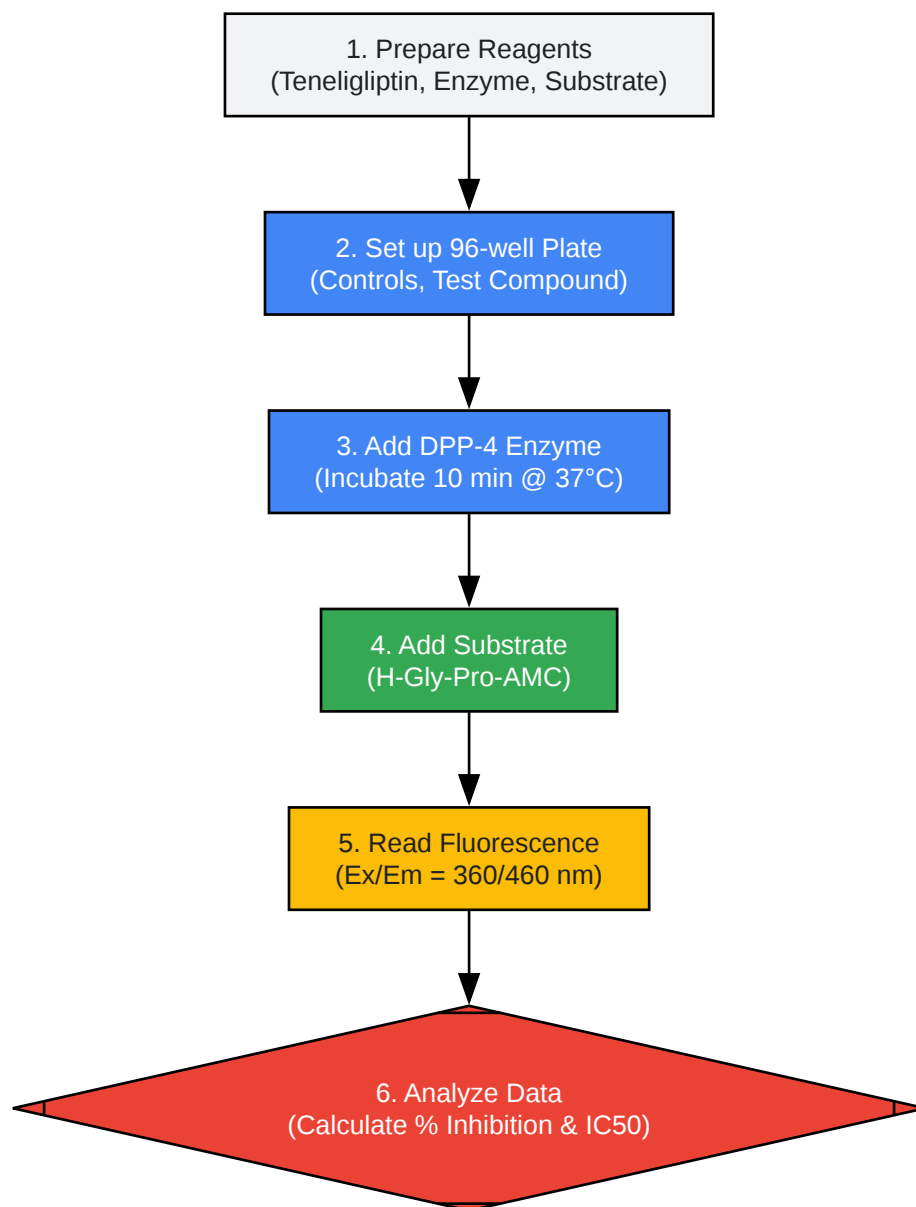 1. Prepare Reagents
(Teneligliptin, Enzyme, Substrate)
2. Set up 96-well Plate
(Controls, Test Compound)
3. Add DPP-4 Enzyme
(Incubate 10 min @ 37°C)
4. Add Substrate
(H-Gly-Pro-AMC)
5. Read Fluorescence
(Ex/Em = 360/460 nm)
6. Analyze Data
(Calculate % Inhibition & IC50)